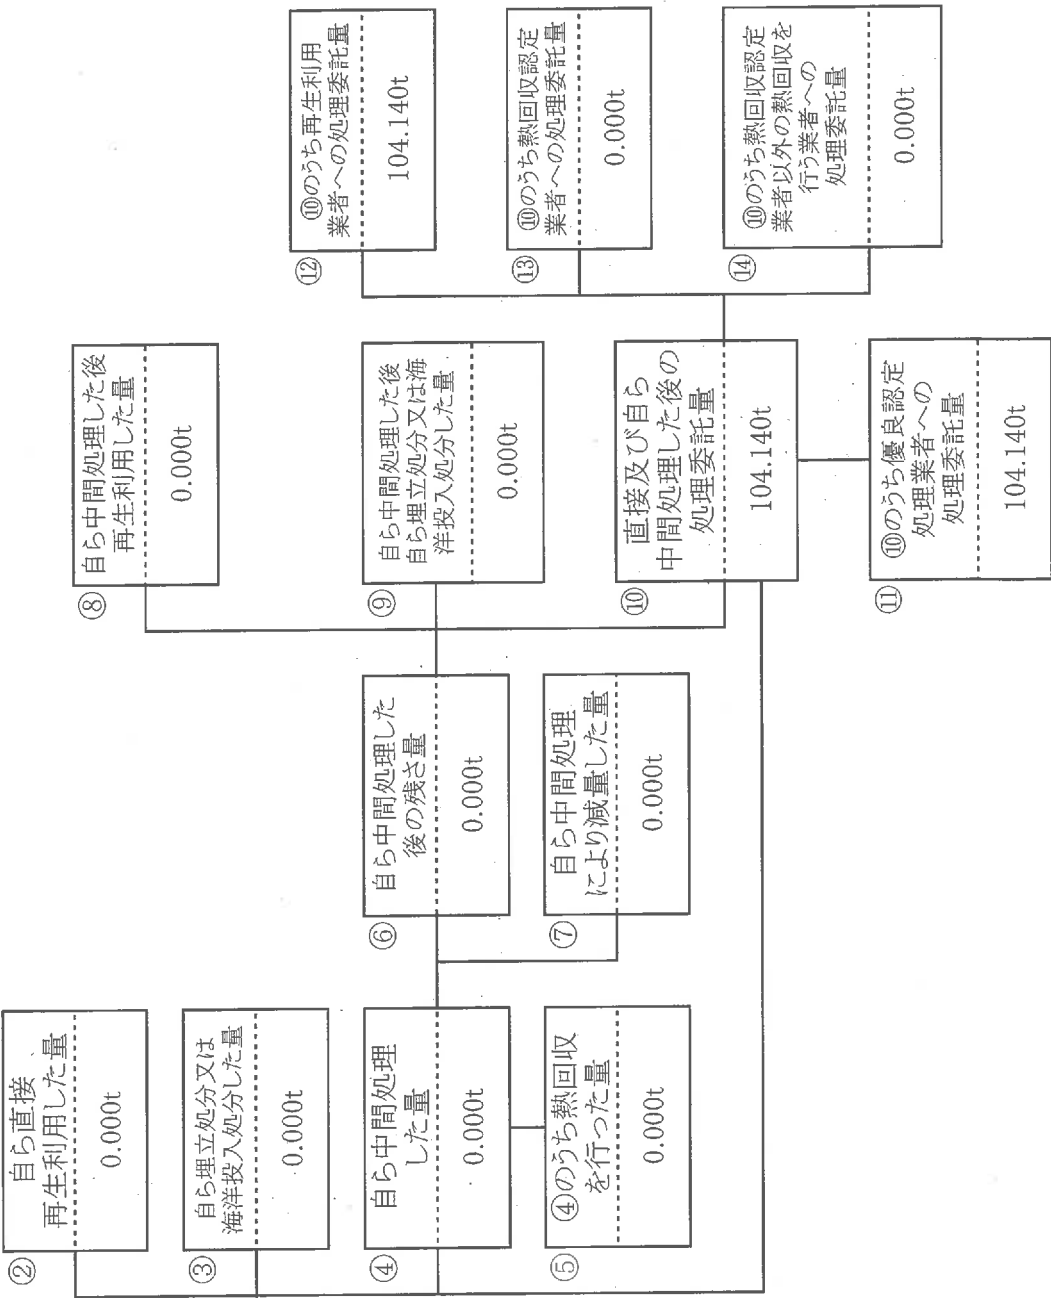 ②
自ら直接
再生利用した量
0.000t
③
自ら埋立処分又は
海洋投入処分した量
0.000t
④
自ら中間処理
した量
0.000t
⑤
④のうち熱回収
を行った量
0.000t
⑥
自ら中間処理した
後の残さ量
0.000t
⑦
自ら中間処理
により減量した量
0.000t
⑧
自ら中間処理した後
再生利用した量
0.000t
⑨
自ら中間処理した後
自ら埋立処分又は海
洋投入処分した量
0.000t
⑩
直接及び自ら
中間処理した後の
処理委託量
104.140t
⑪
⑩のうち優良認定
処理業者への
処理委託量
104.140t
⑫
⑩のうち再生利用
業者への処理委託量
104.140t
⑬
⑩のうち熱回収認定
業者への処理委託量
0.000t
⑭
⑩のうち熱回収認定
業者以外の熱回収を
行う業者への
処理委託量
0.000t